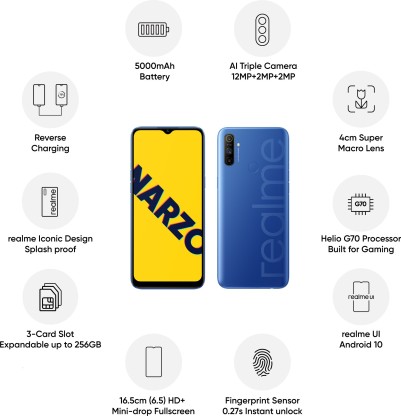 5000mAh
Battery
AI Triple Camera
12MP+2MP+2MP
Reverse
Charging
4cm Super
Macro Lens
NARZO
realme
realme
realme Iconic Design
Splash proof
G70
Helio G70 Processor
Built for Gaming
3-Card Slot
Expandable up to 256GB
realme UI
realme UI
Android 10
16.5cm (6.5) HD+
Mini-drop Fullscreen
Fingerprint Sensor
0.27s Instant unlock